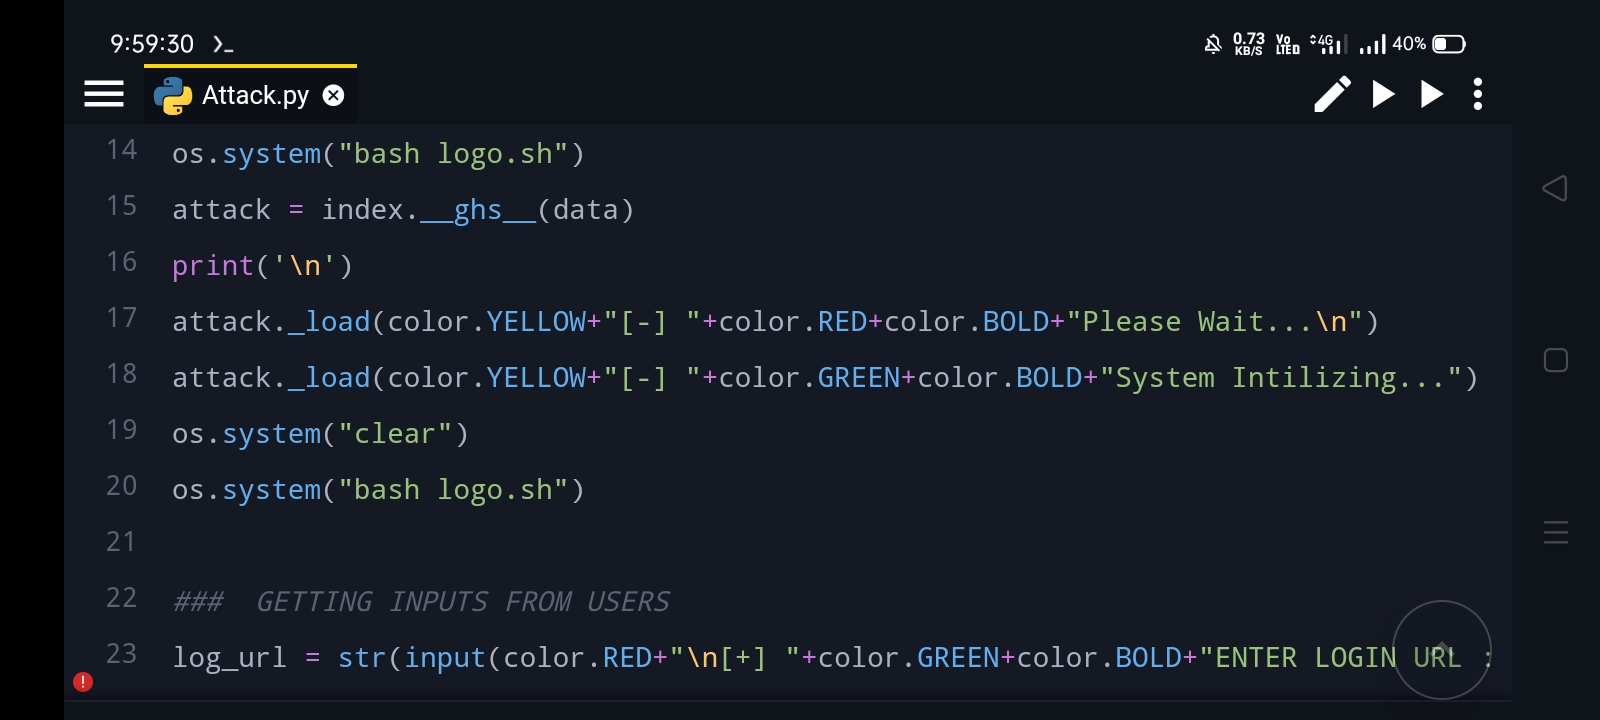 9:59:30 0.73 KB/S Vo LTE 4G 40%
Attack.py
14 os.system("bash logo.sh")
15 attack = index.__ghs__(data)
16 print('\n')
17 attack._load(color.YELLOW+"[-] "+color.RED+color.BOLD+"Please Wait...\n")
18 attack._load(color.YELLOW+"[-] "+color.GREEN+color.BOLD+"System Intilizing...")
19 os.system("clear")
20 os.system("bash logo.sh")
21
22 ###  GETTING INPUTS FROM USERS
23 log_url = str(input(color.RED+"\n[+] "+color.GREEN+color.BOLD+"ENTER LOGIN URL :